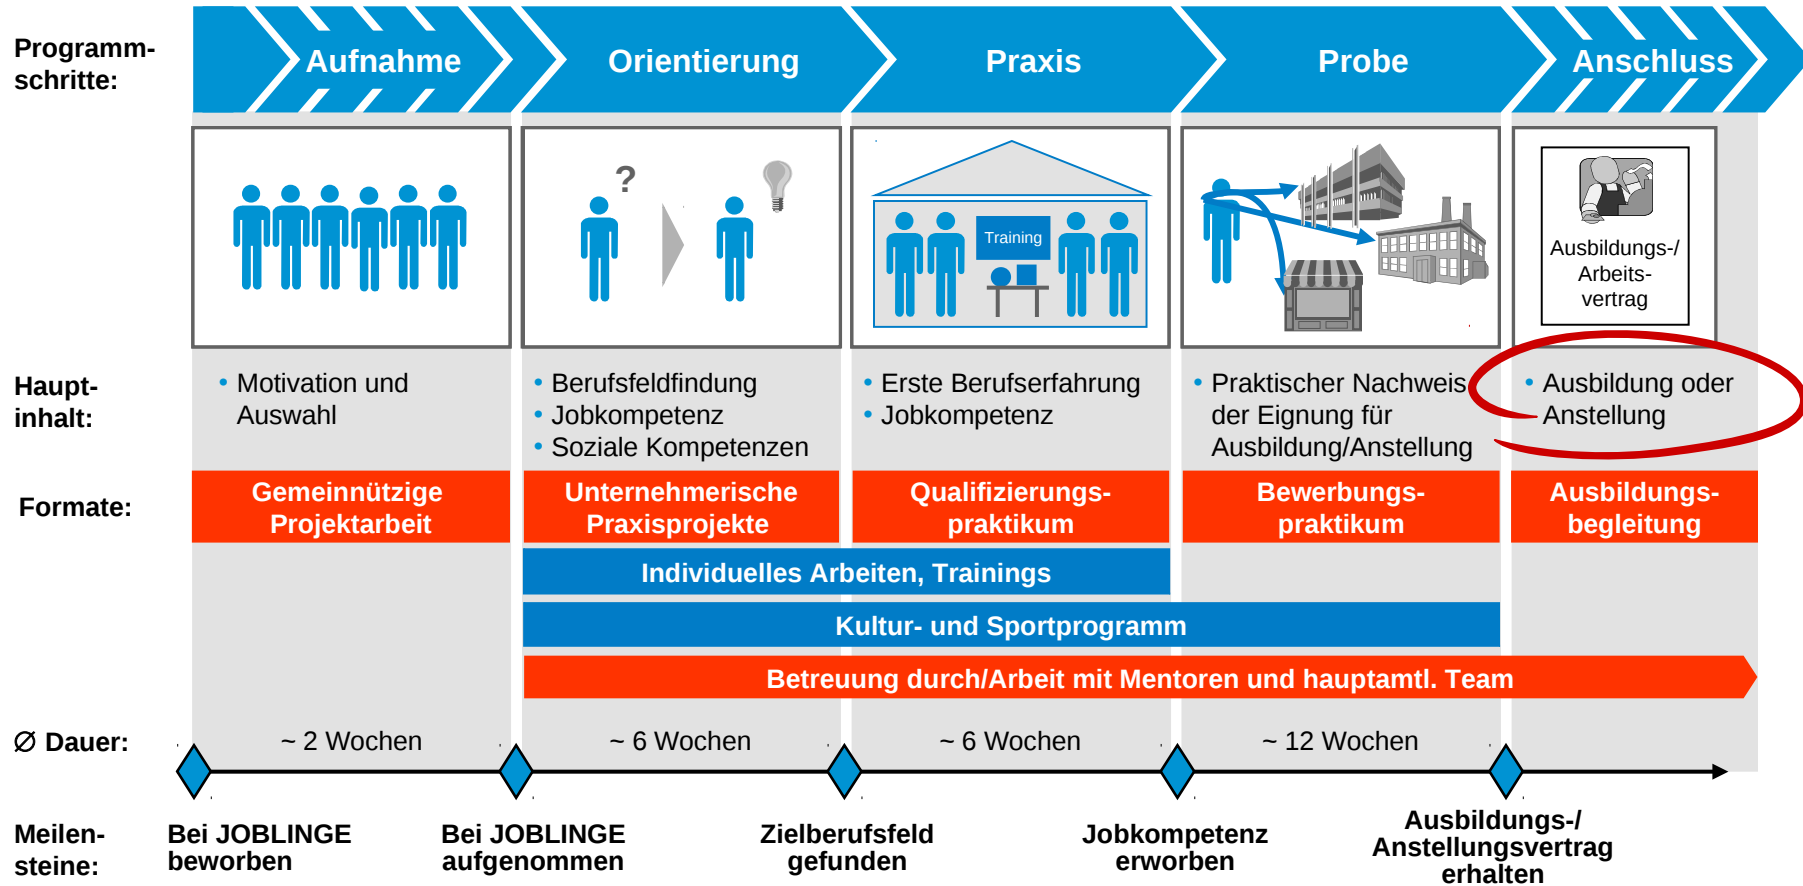 Programm-
schritte:
Aufnahme
Orientierung
Praxis
Probe
Anschluss
?
Training
Ausbildungs-/
Arbeits-
vertrag
Haupt-
inhalt:
• Motivation und
Auswahl
• Berufsfeldfindung
• Jobkompetenz
• Soziale Kompetenzen
• Erste Berufserfahrung
• Jobkompetenz
• Praktischer Nachweis
der Eignung für
Ausbildung/Anstellung
• Ausbildung oder
Anstellung
Formate:
Gemeinnützige
Projektarbeit
Unternehmerische
Praxisprojekte
Qualifizierungs-
praktikum
Bewerbungs-
praktikum
Ausbildungs-
begleitung
Individuelles Arbeiten, Trainings
Kultur- und Sportprogramm
Betreuung durch/Arbeit mit Mentoren und hauptamtl. Team
∅ Dauer:
~ 2 Wochen
~ 6 Wochen
~ 6 Wochen
~ 12 Wochen
Meilen-
steine:
Bei JOBLINGE
beworben
Bei JOBLINGE
aufgenommen
Zielberufsfeld
gefunden
Jobkompetenz
erworben
Ausbildungs-/
Anstellungsvertrag
erhalten